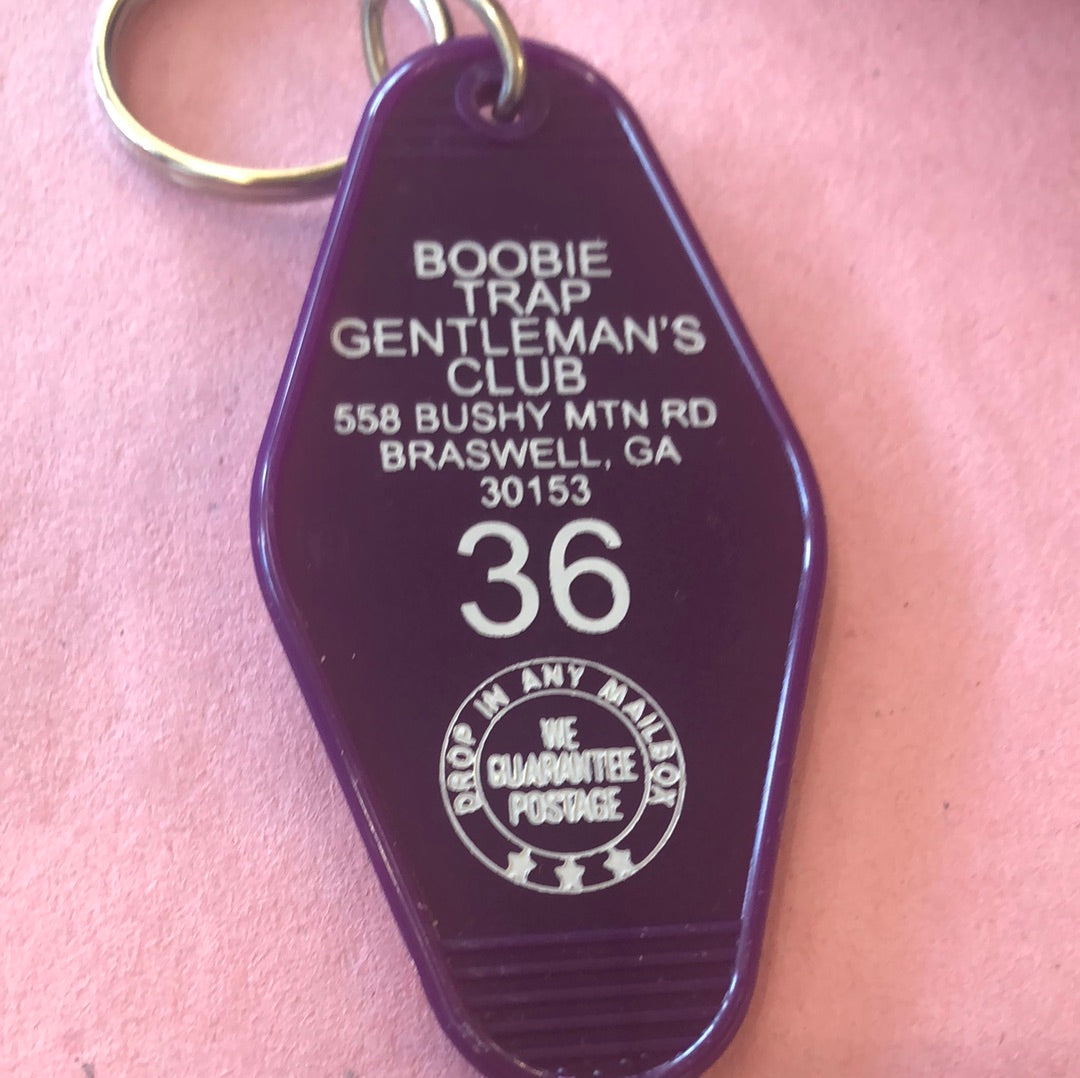 BOOBIE
TRAP
GENTLEMAN'S
CLUB
558 BUSHY MTN RD
BRASWELL, GA
30153
36
DROP IN ANY MAILBOX
WE
GUARANTEE
POSTAGE